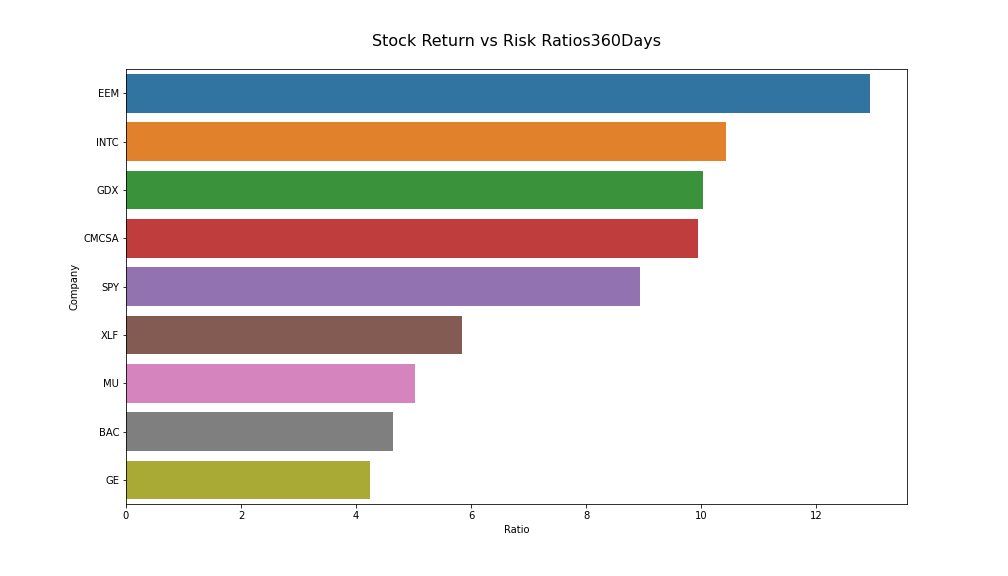 Stock Return vs Risk Ratios360Days
EEM
INTC
GDX
CMCSA
SPY
XLF
MU
BAC
GE
Company
0 2 4 6 8 10 12
Ratio